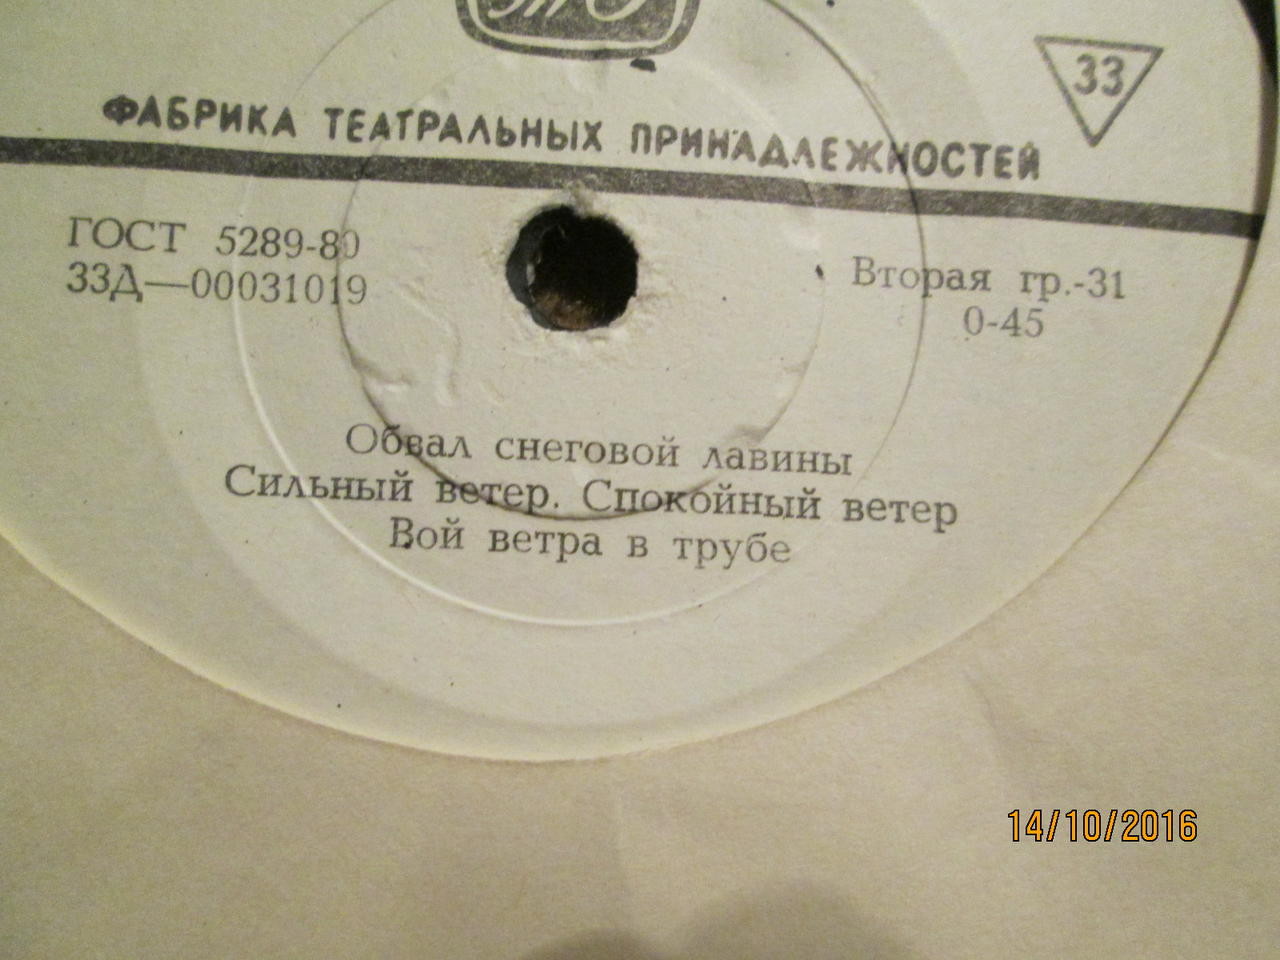 33
ФАБРИКА ТЕАТРАЛЬНЫХ ПРИНАДЛЕЖНОСТЕЙ
ГОСТ 5289-80
33Д—00031019
Вторая гр.-31
0-45
Обвал снеговой лавины
Сильный ветер. Спокойный ветер
Вой ветра в трубе
14/10/2016